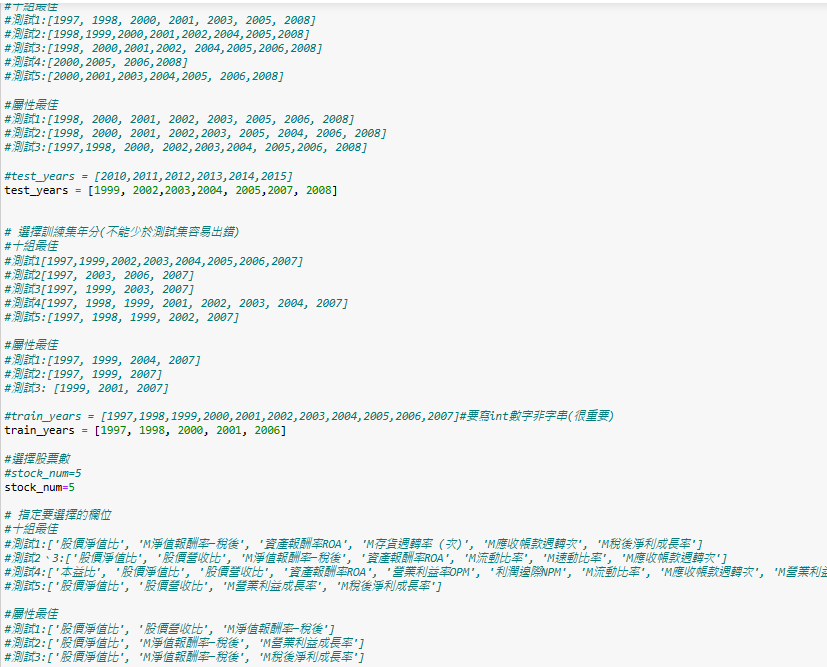 #十組最佳
#測試1:[1997, 1998, 2000, 2001, 2003, 2005, 2008]
#測試2:[1998,1999,2000,2001,2002,2004,2005,2008]
#測試3:[1998, 2000,2001,2002, 2004,2005,2006,2008]
#測試4:[2000,2005, 2006,2008]
#測試5:[2000,2001,2003,2004,2005, 2006,2008]
#屬性最佳
#測試1:[1998, 2000, 2001, 2002, 2003, 2005, 2006, 2008]
#測試2:[1998, 2000, 2001, 2002,2003, 2005, 2004, 2006, 2008]
#測試3:[1997,1998, 2000, 2002,2003,2004, 2005,2006, 2008]
#test_years = [2010,2011,2012,2013,2014,2015]
test_years = [1999, 2002,2003,2004, 2005,2007, 2008]
# 選擇訓練集年分(不能少於測試集容易出錯)
#十組最佳
#測試1[1997,1999,2002,2003,2004,2005,2006,2007]
#測試2[1997, 2003, 2006, 2007]
#測試3[1997, 1999, 2003, 2007]
#測試4[1997, 1998, 1999, 2001, 2002, 2003, 2004, 2007]
#測試5:[1997, 1998, 1999, 2002, 2007]
#屬性最佳
#測試1:[1997, 1999, 2004, 2007]
#測試2:[1997, 1999, 2007]
#測試3: [1999, 2001, 2007]
#train_years = [1997,1998,1999,2000,2001,2002,2003,2004,2005,2006,2007]#要寫int數字非字串(很重要)
train_years = [1997, 1998, 2000, 2001, 2006]
#選擇股票數
#stock_num=5
stock_num=5
# 指定要選擇的欄位
#十組最佳
#測試1:['股價淨值比', 'M淨值報酬率─稅後', '資產報酬率ROA', 'M存貨週轉率 (次)', 'M應收帳款週轉次', 'M稅後淨利成長率']
#測試2、3:['股價淨值比', '股價營收比', 'M淨值報酬率─稅後', '資產報酬率ROA', 'M流動比率', 'M速動比率', 'M應收帳款週轉次']
#測試4:['本益比', '股價淨值比', '股價營收比', '資產報酬率ROA', '營業利益率OPM', '利潤邊際NPM', 'M流動比率', 'M應收帳款週轉次', 'M營業利益
#測試5:['股價淨值比', '股價營收比', 'M營業利益成長率', 'M稅後淨利成長率']
#屬性最佳
#測試1:['股價淨值比', '股價營收比', 'M淨值報酬率─稅後']
#測試2:['股價淨值比', 'M淨值報酬率─稅後', 'M營業利益成長率']
#測試3:['股價淨值比', 'M淨值報酬率─稅後', 'M稅後淨利成長率']